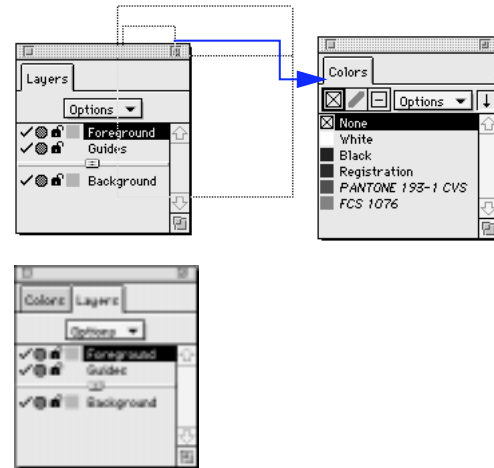 Layers
Options
Foreground
Guides
Background
Colors
Options
None
White
Black
Registration
PANTONE 193-1 CVS
FCS 1076
Colors Layers
Options
Foreground
Guides
Background